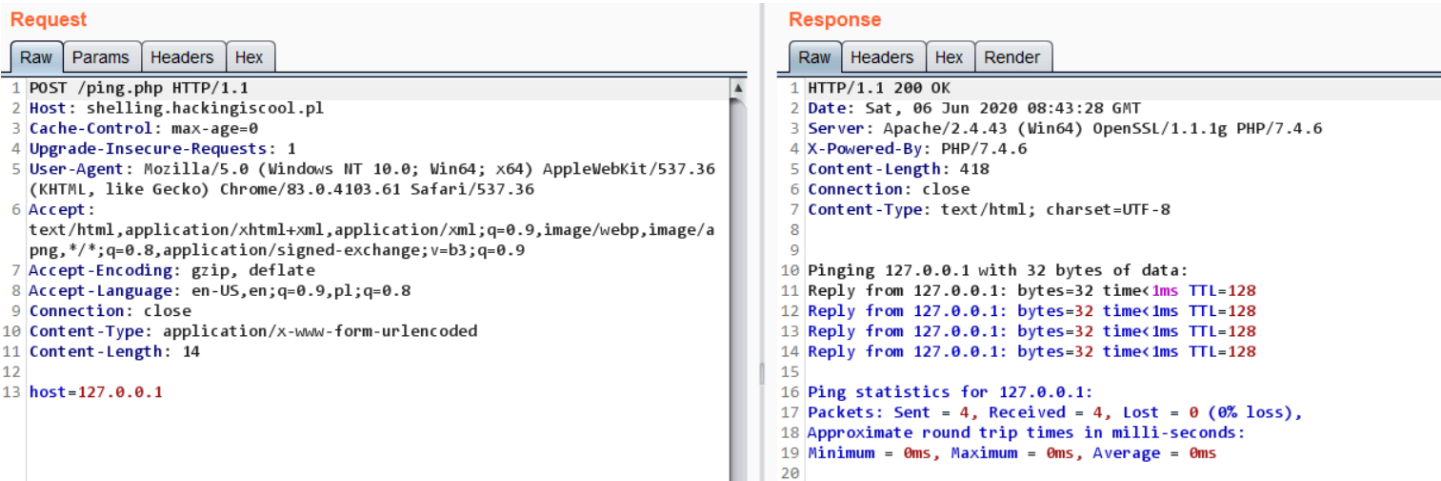 Request
Raw Params Headers Hex
1 POST /ping.php HTTP/1.1
2 Host: shelling.hackingiscool.pl
3 Cache-Control: max-age=0
4 Upgrade-Insecure-Requests: 1
5 User-Agent: Mozilla/5.0 (Windows NT 10.0; Win64; x64) AppleWebKit/537.36
(KHTML, like Gecko) Chrome/83.0.4103.61 Safari/537.36
6 Accept:
text/html,application/xhtml+xml,application/xml;q=0.9,image/webp,image/a
png,*/*;q=0.8,application/signed-exchange;v=b3;q=0.9
7 Accept-Encoding: gzip, deflate
8 Accept-Language: en-US,en;q=0.9,pl;q=0.8
9 Connection: close
10 Content-Type: application/x-www-form-urlencoded
11 Content-Length: 14
12
13 host=127.0.0.1
Response
Raw Headers Hex Render
1 HTTP/1.1 200 OK
2 Date: Sat, 06 Jun 2020 08:43:28 GMT
3 Server: Apache/2.4.43 (Win64) OpenSSL/1.1.1g PHP/7.4.6
4 X-Powered-By: PHP/7.4.6
5 Content-Length: 418
6 Connection: close
7 Content-Type: text/html; charset=UTF-8
8
9
10 Pinging 127.0.0.1 with 32 bytes of data:
11 Reply from 127.0.0.1: bytes=32 time<1ms TTL=128
12 Reply from 127.0.0.1: bytes=32 time<1ms TTL=128
13 Reply from 127.0.0.1: bytes=32 time<1ms TTL=128
14 Reply from 127.0.0.1: bytes=32 time<1ms TTL=128
15
16 Ping statistics for 127.0.0.1:
17 Packets: Sent = 4, Received = 4, Lost = 0 (0% loss),
18 Approximate round trip times in milli-seconds:
19 Minimum = 0ms, Maximum = 0ms, Average = 0ms
20